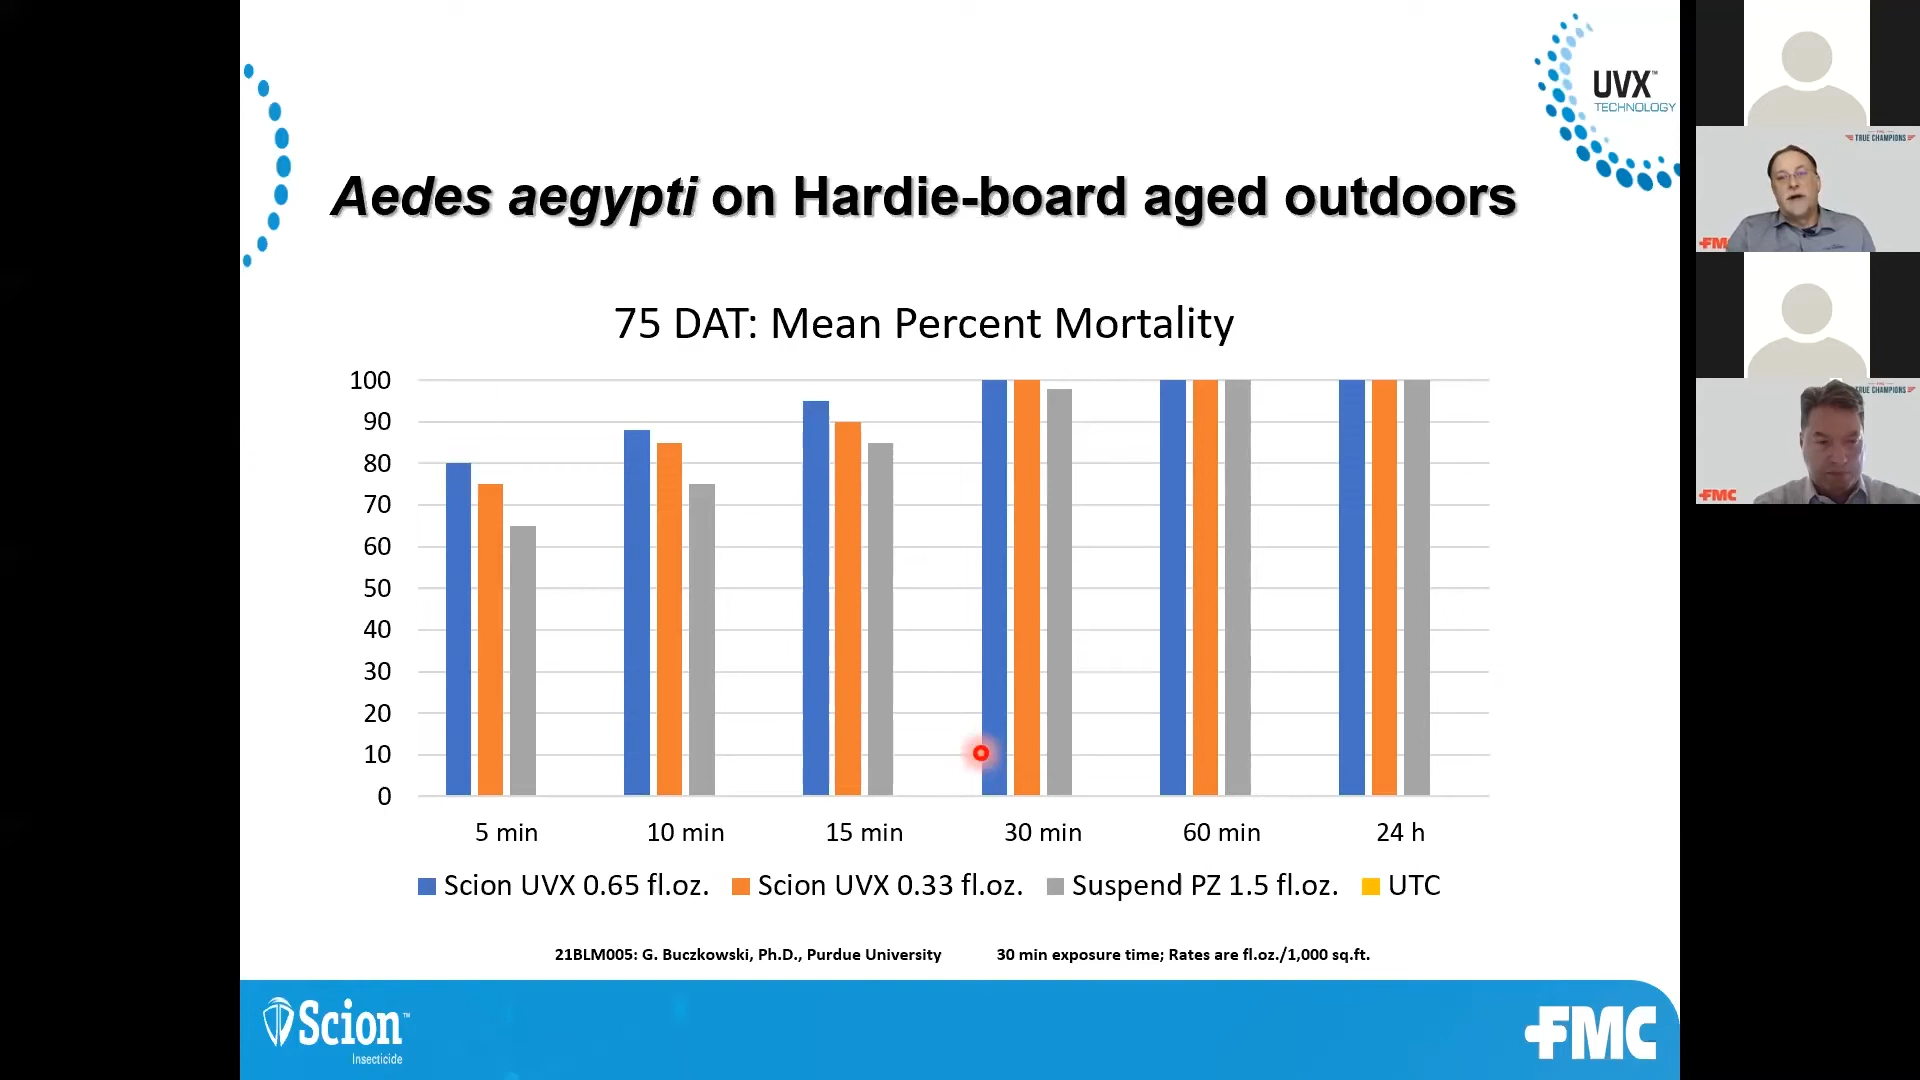 UVX™
TECHNOLOGY
Aedes aegypti on Hardie-board aged outdoors
75 DAT: Mean Percent Mortality
100
90
80
70
60
50
40
30
20
10
0
5 min 10 min 15 min 30 min 60 min 24 h
Scion UVX 0.65 fl.oz. Scion UVX 0.33 fl.oz. Suspend PZ 1.5 fl.oz. UTC
21BLM005: G. Buczkowski, Ph.D., Purdue University 30 min exposure time; Rates are fl.oz./1,000 sq.ft.
Scion™
Insecticide
FMC
TRUE CHAMPIONS
FM
TRUE CHAMPIONS
FMC